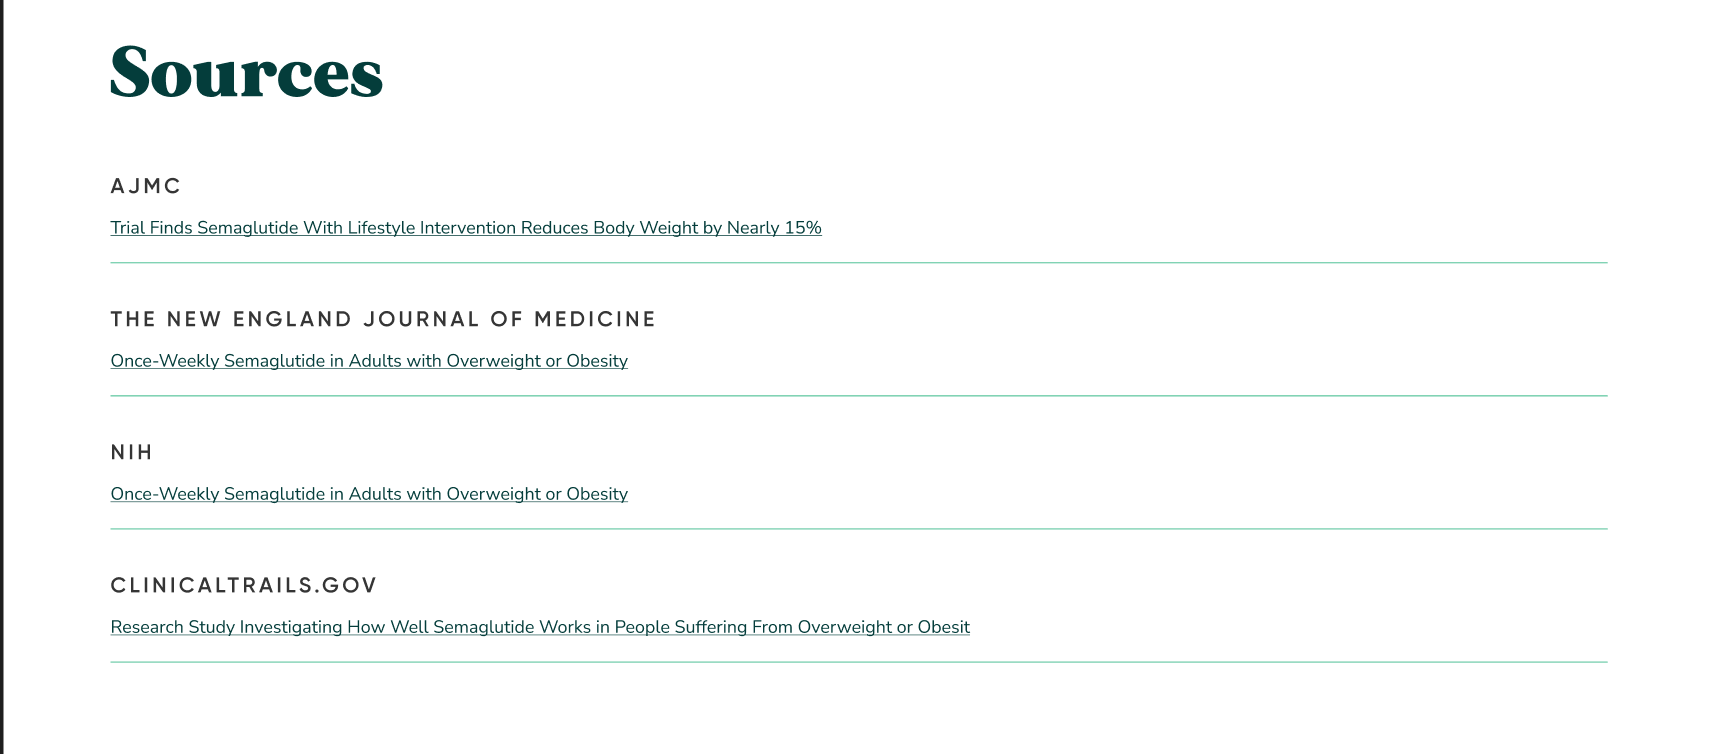 Sources
AJMC
Trial Finds Semaglutide With Lifestyle Intervention Reduces Body Weight by Nearly 15%
THE NEW ENGLAND JOURNAL OF MEDICINE
Once-Weekly Semaglutide in Adults with Overweight or Obesity
NIH
Once-Weekly Semaglutide in Adults with Overweight or Obesity
CLINICALTRAILS.GOV
Research Study Investigating How Well Semaglutide Works in People Suffering From Overweight or Obesit